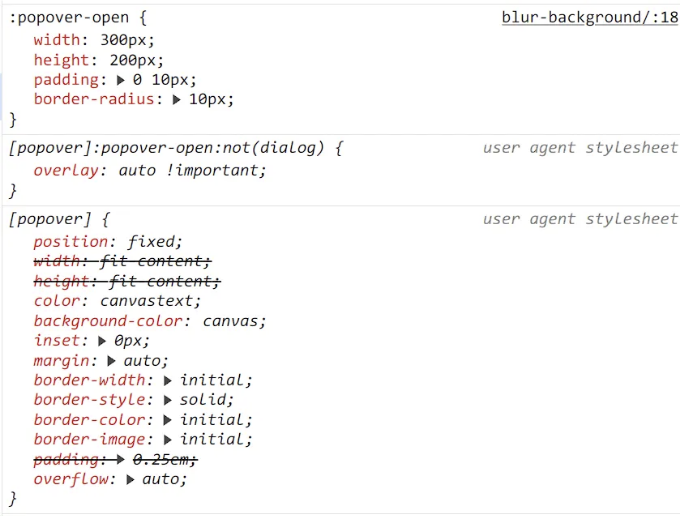 :popover-open { blur-background/:18
width: 300px;
height: 200px;
padding: ▶ 0 10px;
border-radius: ▶ 10px;
}
[popover]:popover-open:not(dialog) { user agent stylesheet
overlay: auto !important;
}
[popover] { user agent stylesheet
position: fixed;
width: fit-content;
height: fit-content;
color: canvastext;
background-color: canvas;
inset: ▶ 0px;
margin: ▶ auto;
border-width: ▶ initial;
border-style: ▶ solid;
border-color: ▶ initial;
border-image: ▶ initial;
padding: ▶ 0.25em;
overflow: ▶ auto;
}